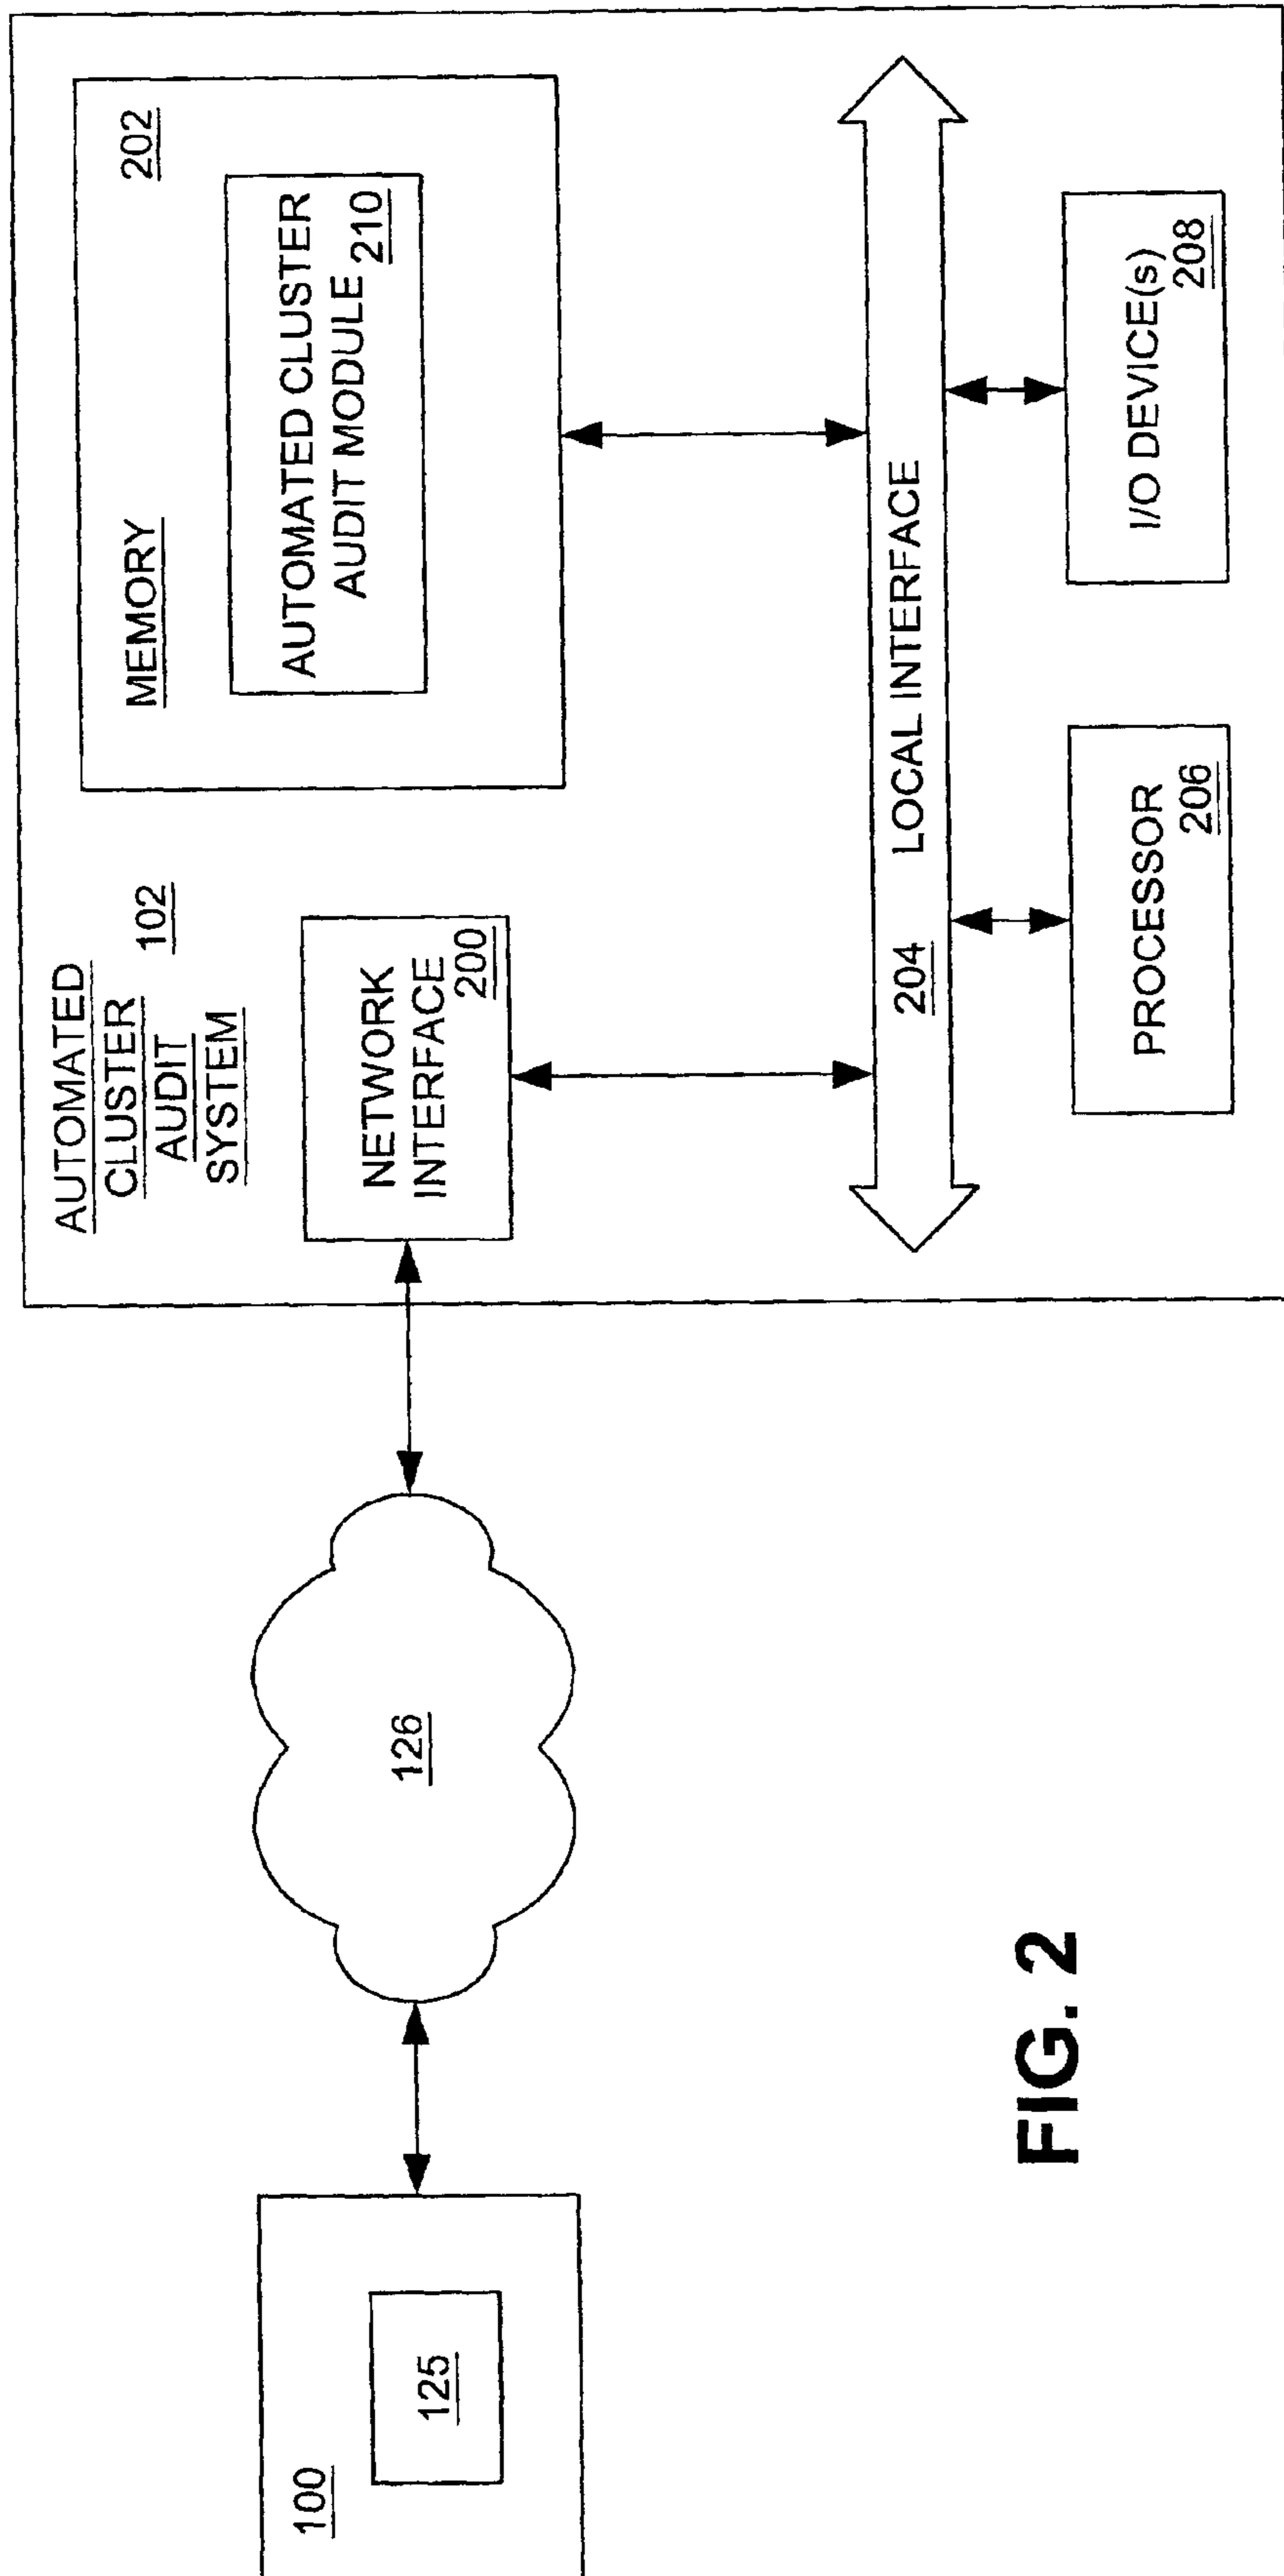 100
125
126
AUTOMATED
CLUSTER 102
AUDIT
SYSTEM
NETWORK
INTERFACE
200
MEMORY 202
AUTOMATED CLUSTER
AUDIT MODULE 210
204 LOCAL INTERFACE
PROCESSOR
206
I/O DEVICE(s)
208
FIG. 2